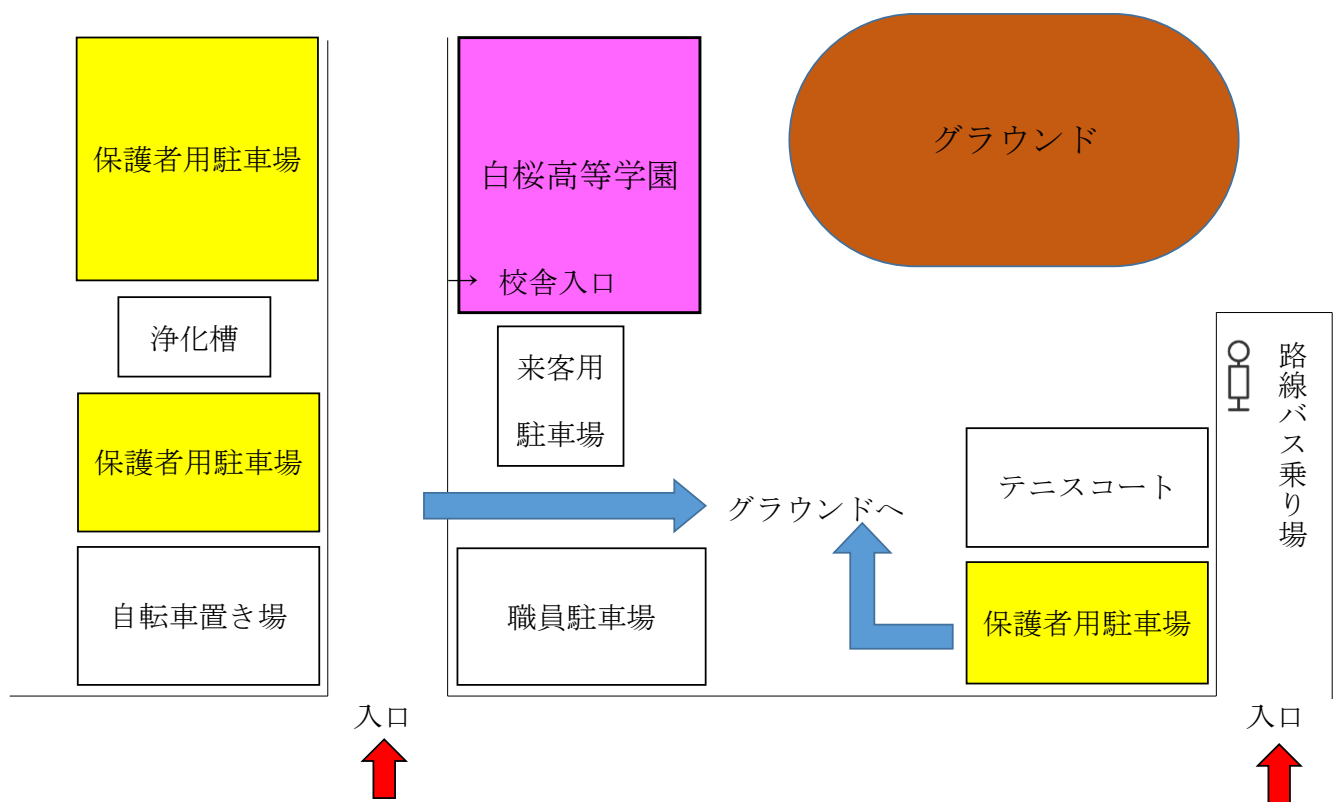 保護者用駐車場
白桜高等学園
グラウンド
→ 校舎入口
浄化槽
来客用
駐車場
路線バス乗り場
保護者用駐車場
テニスコート
グラウンドへ
自転車置き場
職員駐車場
保護者用駐車場
入口
入口